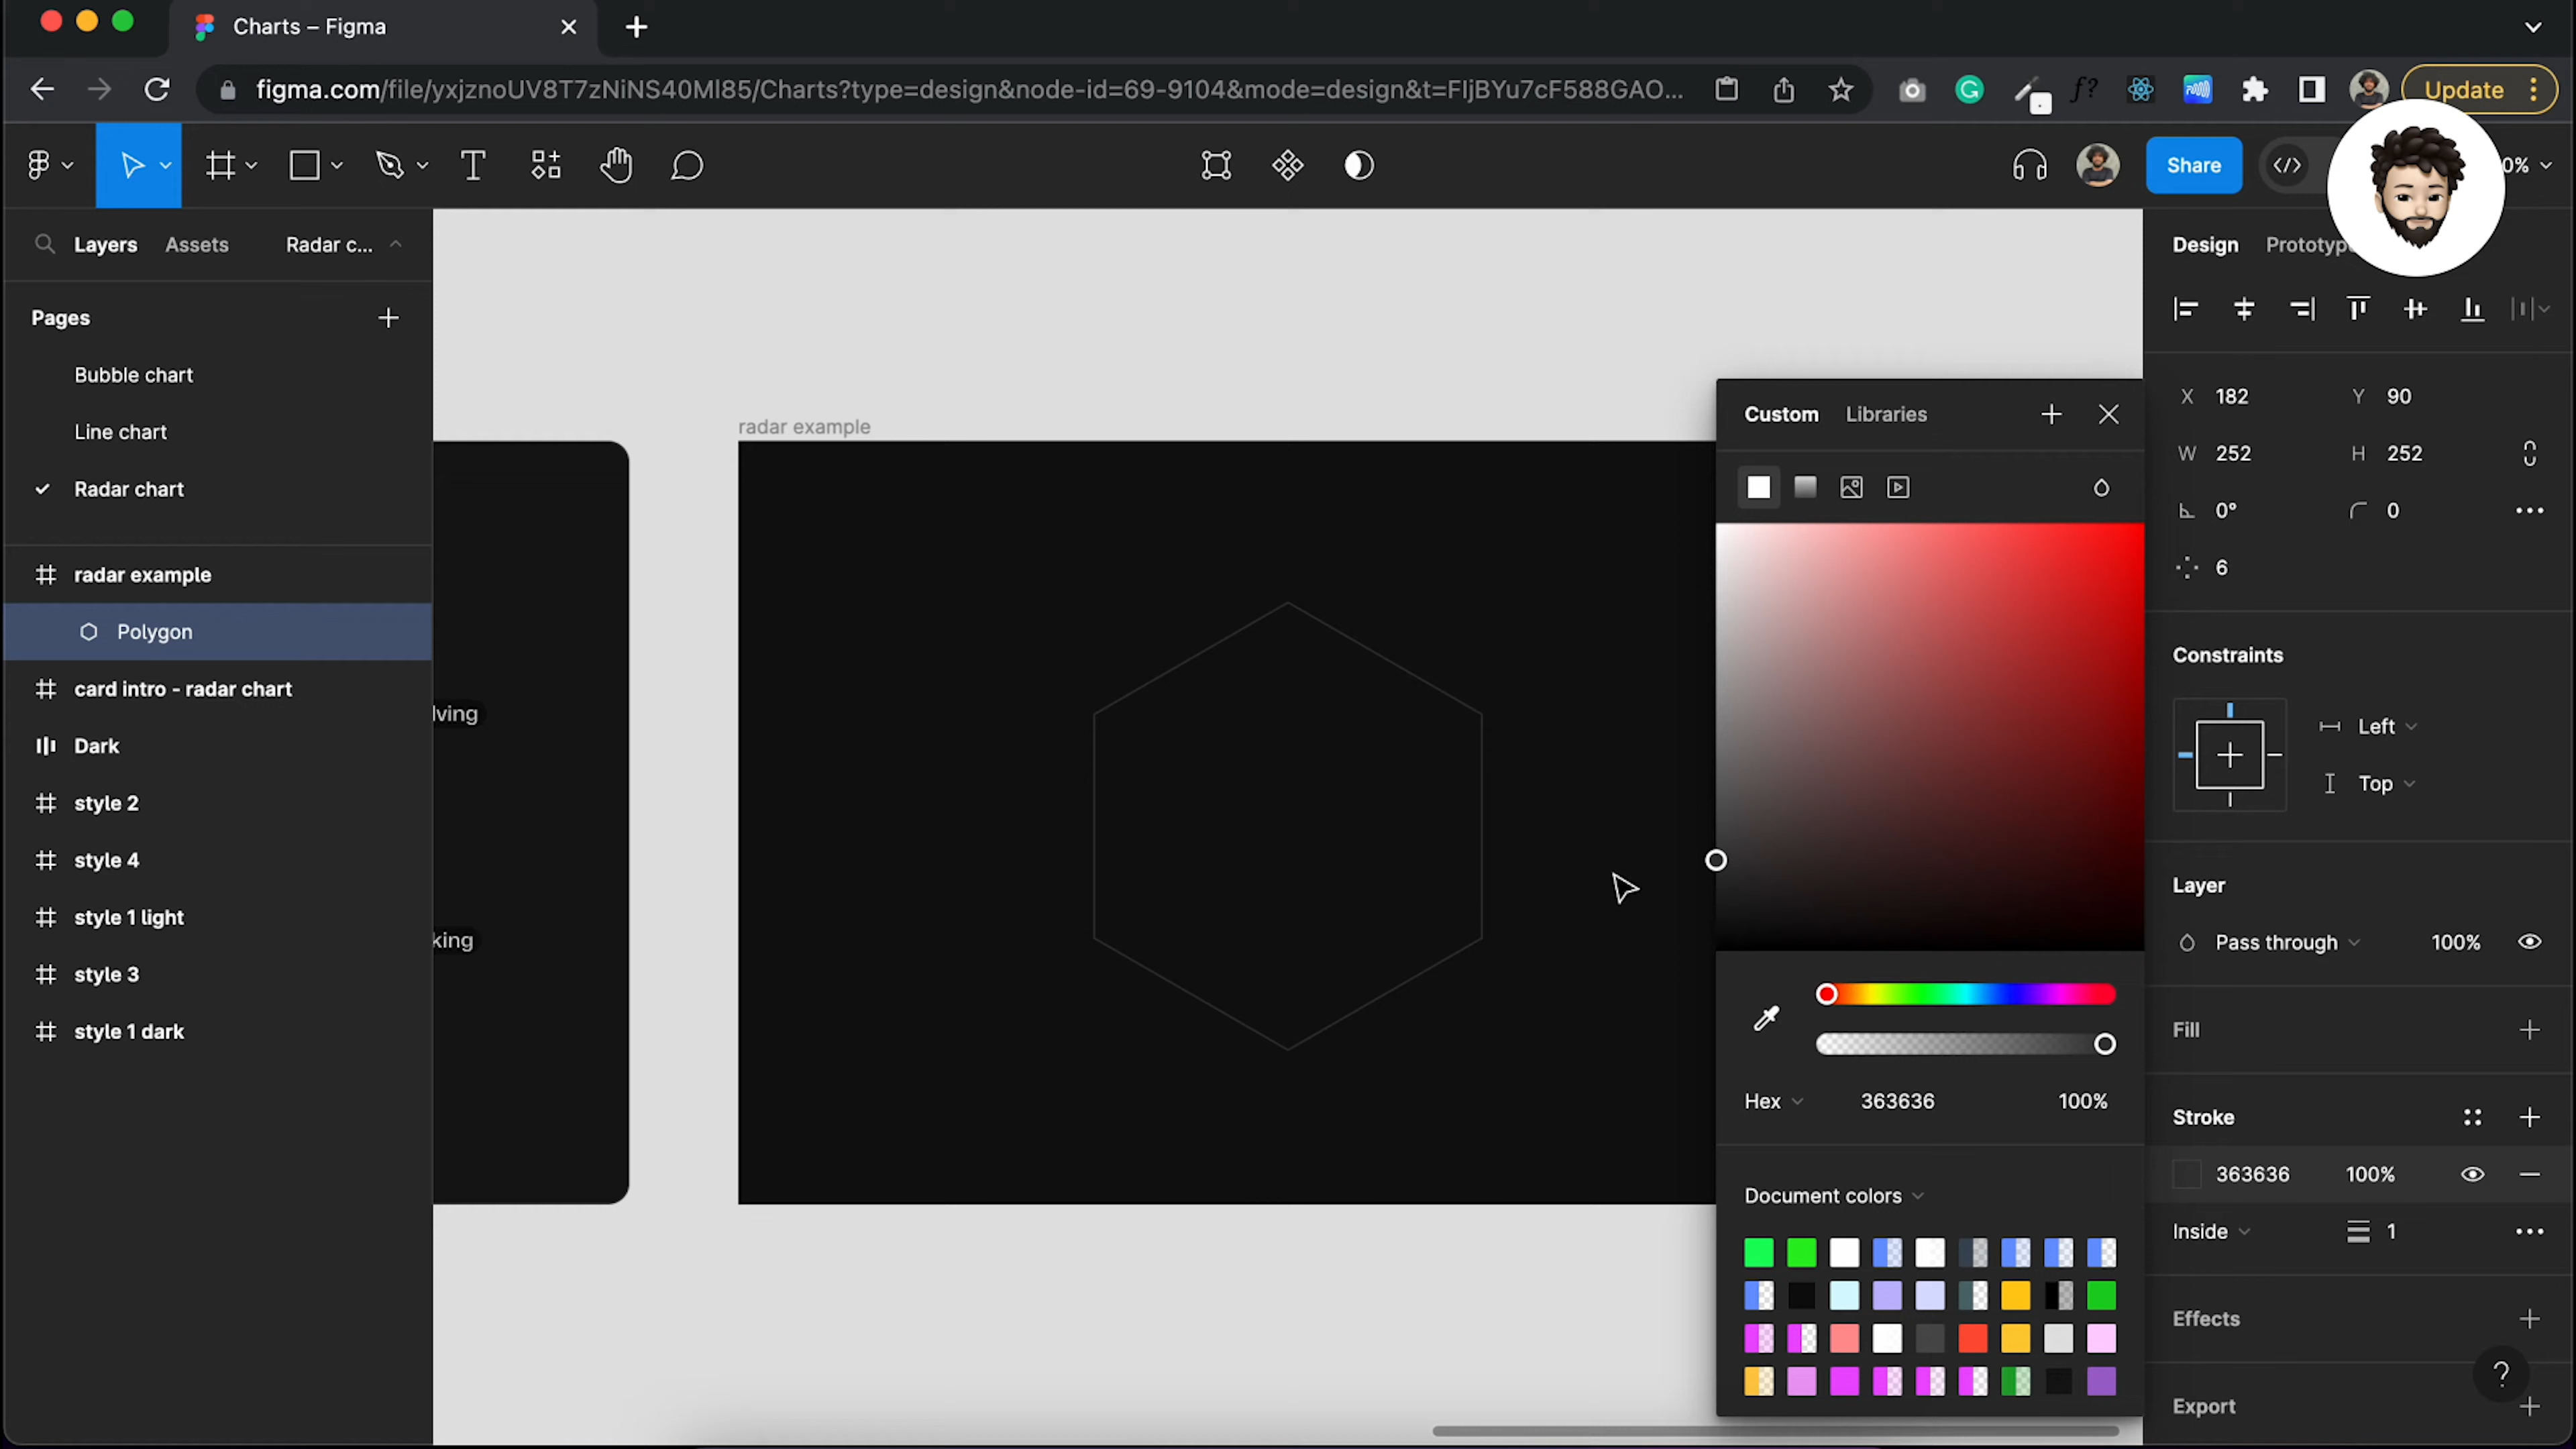 Charts – Figma
figma.com/file/yxjznoUV8T7zNiNS40Ml85/Charts?type=design&node-id=69-9104&mode=design&t=FIjBYu7cF588GAO...
f?
Update
Share
0%
Layers
Assets
Radar c...
Design
Prototype
Pages
Bubble chart
Line chart
Radar chart
radar example
Polygon
card intro - radar chart
Dark
style 2
style 4
style 1 light
style 3
style 1 dark
lving
king
radar example
Custom
Libraries
Hex
363636
100%
Document colors
X 182
Y 90
W 252
H 252
0°
0
6
Constraints
Left
Top
Layer
Pass through
100%
Fill
Stroke
363636
100%
Inside
1
Effects
Export
?